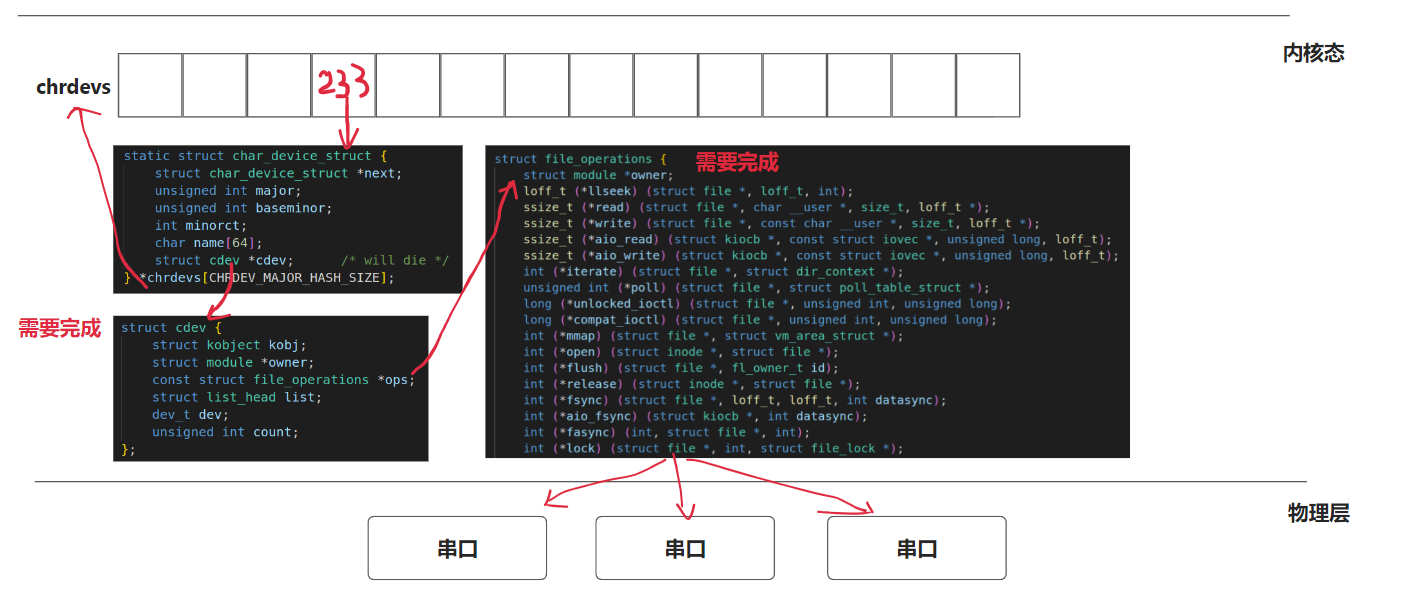 内核态
chrdevs
233
static struct char_device_struct {
struct char_device_struct *next;
unsigned int major;
unsigned int baseminor;
int minorct;
char name[64];
struct cdev *cdev; /* will die */
} *chrdevs[CHRDEV_MAJOR_HASH_SIZE];
需要完成
struct cdev {
struct kobject kobj;
struct module *owner;
const struct file_operations *ops;
struct list_head list;
dev_t dev;
unsigned int count;
};
struct file_operations {
需要完成
struct module *owner;
loff_t (*llseek) (struct file *, loff_t, int);
ssize_t (*read) (struct file *, char __user *, size_t, loff_t *);
ssize_t (*write) (struct file *, const char __user *, size_t, loff_t *);
ssize_t (*aio_read) (struct kiocb *, const struct iovec *, unsigned long, loff_t);
ssize_t (*aio_write) (struct kiocb *, const struct iovec *, unsigned long, loff_t);
int (*iterate) (struct file *, struct dir_context *);
unsigned int (*poll) (struct file *, struct poll_table_struct *);
long (*unlocked_ioctl) (struct file *, unsigned int, unsigned long);
long (*compat_ioctl) (struct file *, unsigned int, unsigned long);
int (*mmap) (struct file *, struct vm_area_struct *);
int (*open) (struct inode *, struct file *);
int (*flush) (struct file *, fl_owner_t id);
int (*release) (struct inode *, struct file *);
int (*fsync) (struct file *, loff_t, loff_t, int datasync);
int (*aio_fsync) (struct kiocb *, int datasync);
int (*fasync) (int, struct file *, int);
int (*lock) (struct file *, int, struct file_lock *);
物理层
串口
串口
串口